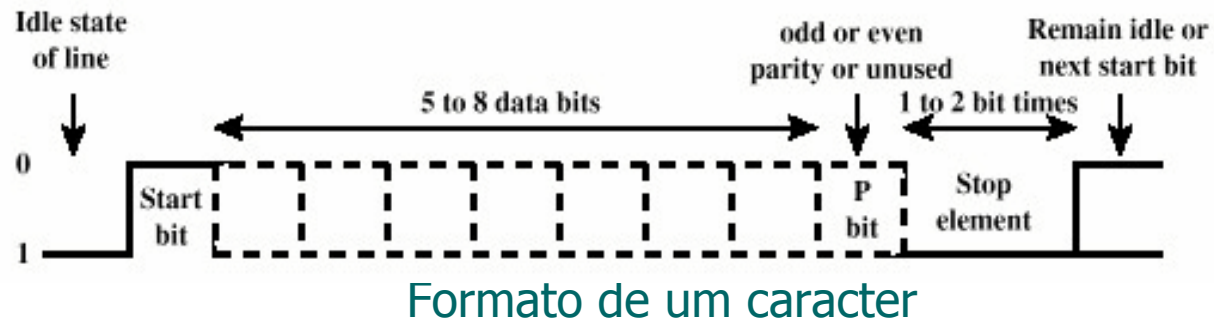 Idle state
of line
5 to 8 data bits
odd or even
parity or unused
1 to 2 bit times
Remain idle or
next start bit
0
1
Start
bit
P
bit
Stop
element
Formato de um caracter